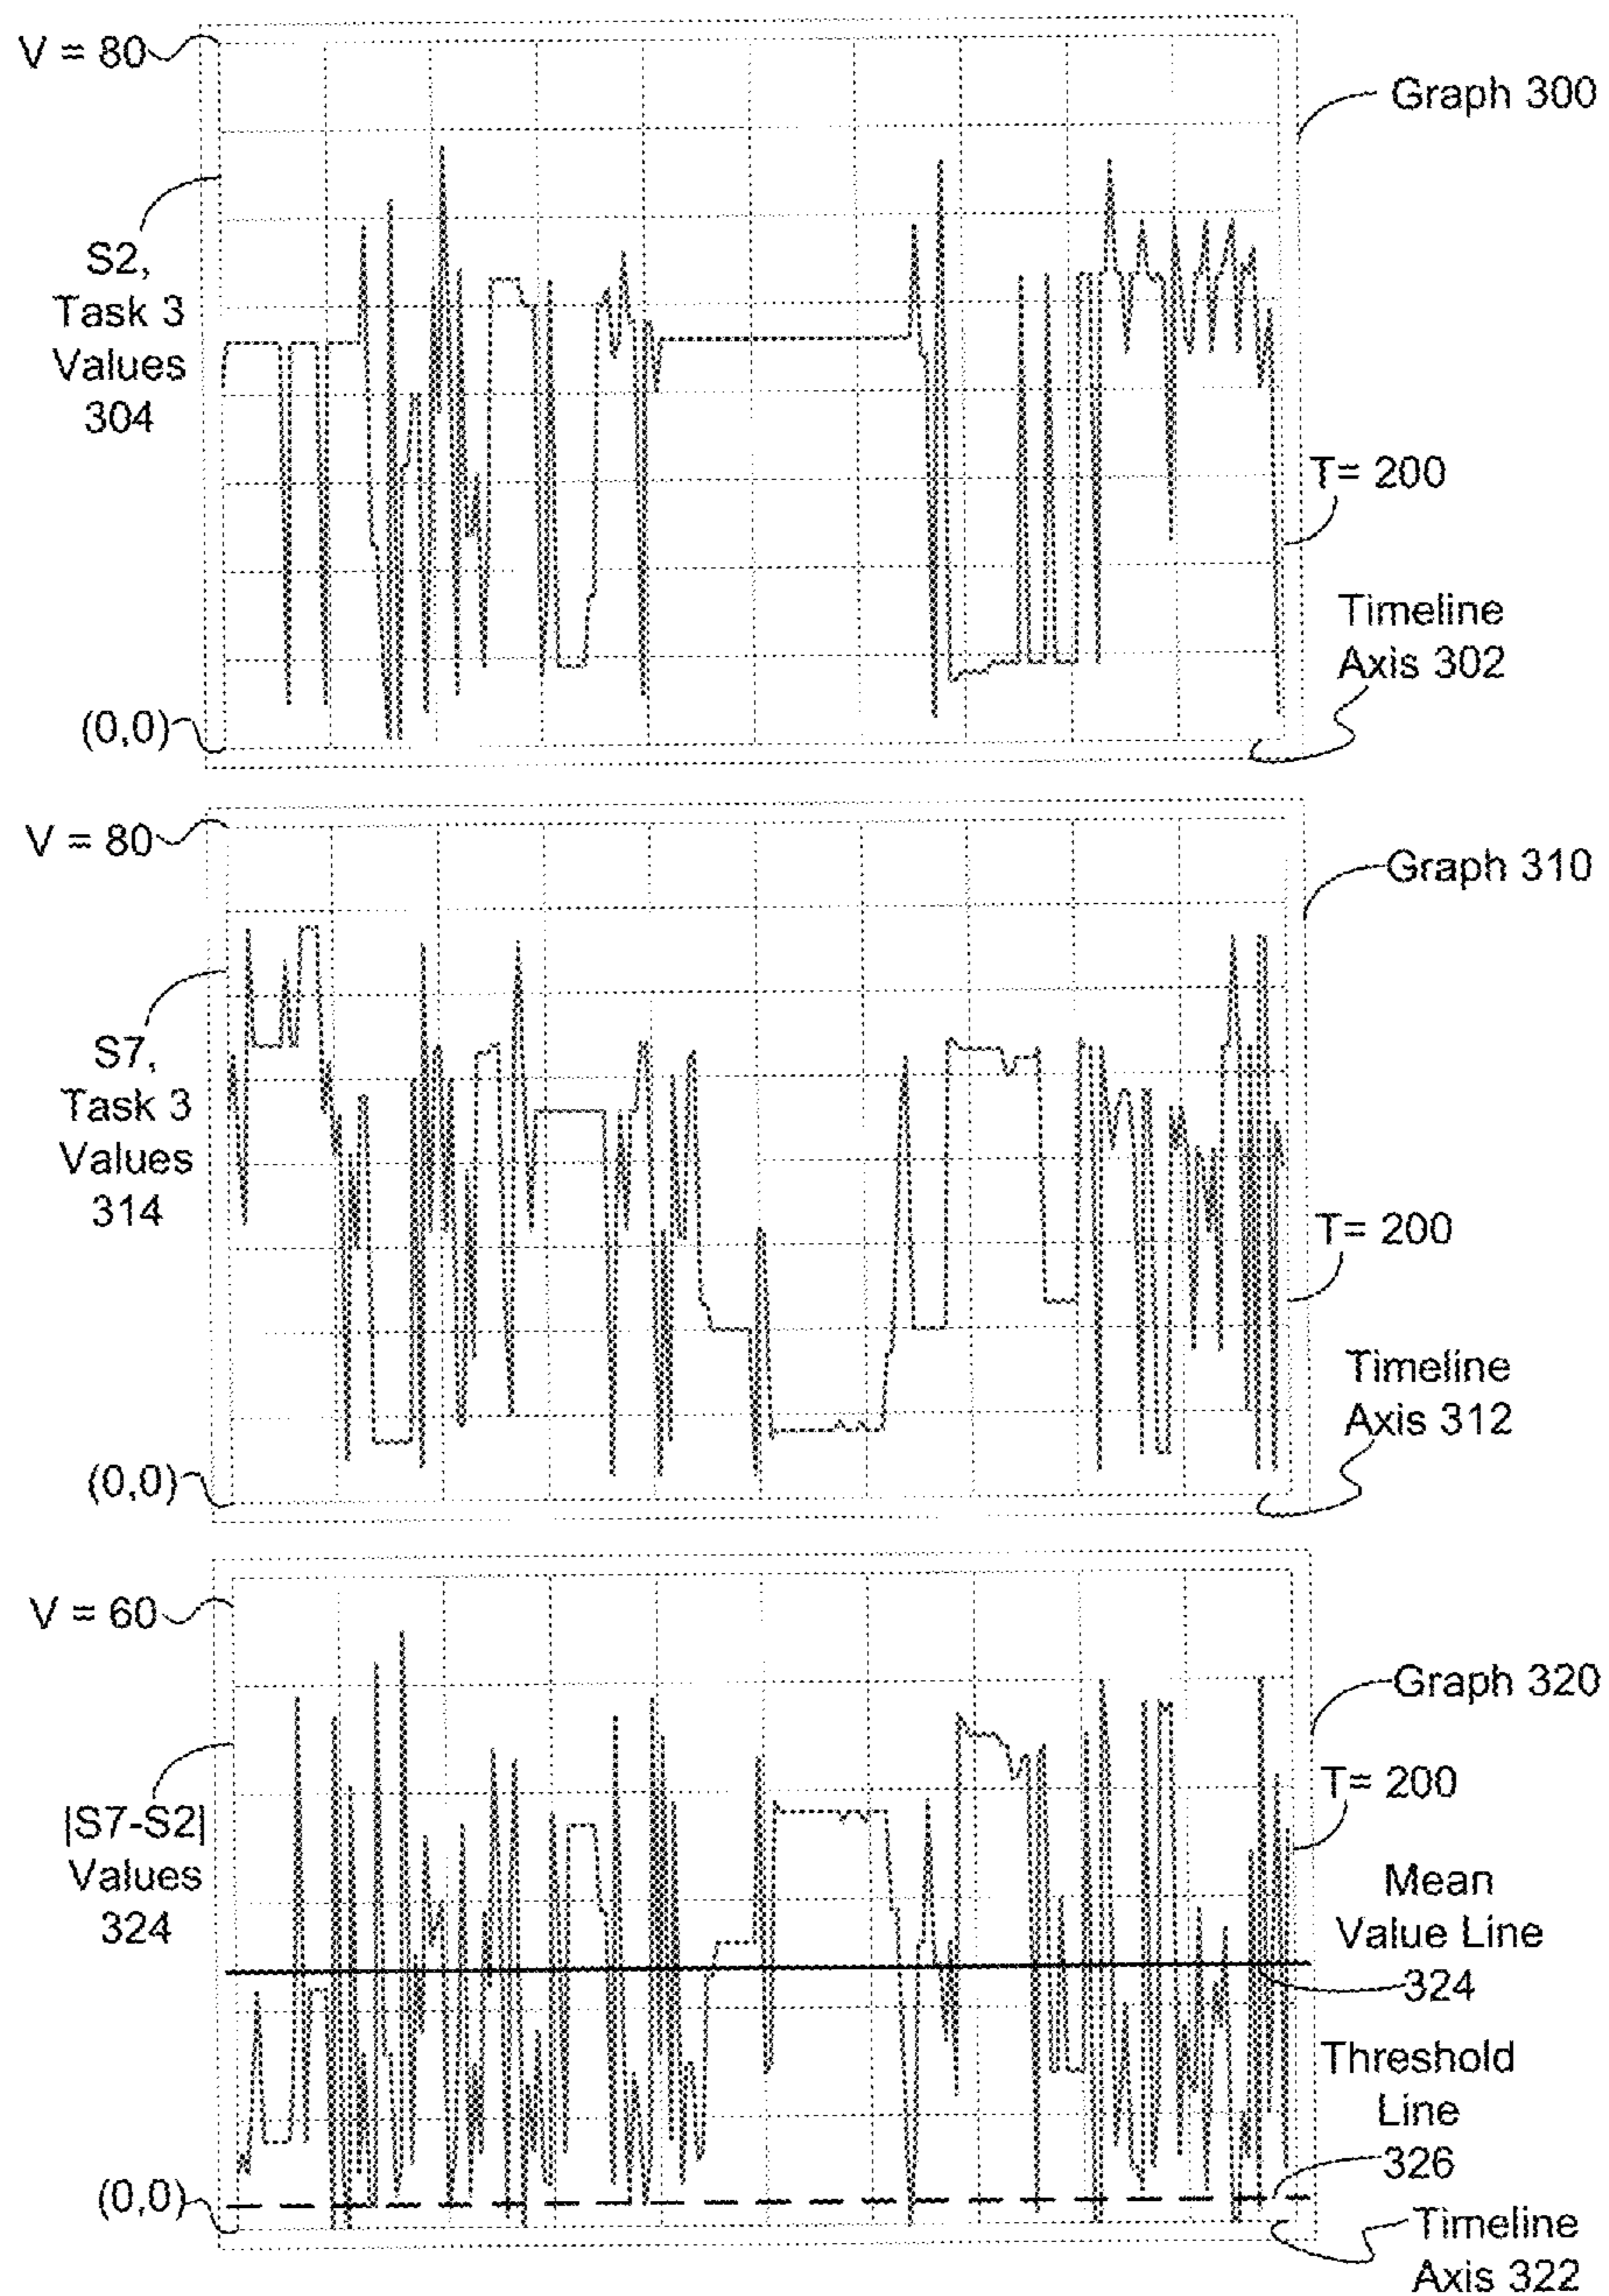 V = 80
Graph 300
S2,
Task 3
Values
304
T= 200
Timeline
Axis 302
(0,0)
V = 80
Graph 310
S7,
Task 3
Values
314
T= 200
Timeline
Axis 312
(0,0)
V = 60
Graph 320
T= 200
|S7-S2|
Values
324
Mean
Value Line
324
Threshold
Line
326
(0,0)
Timeline
Axis 322